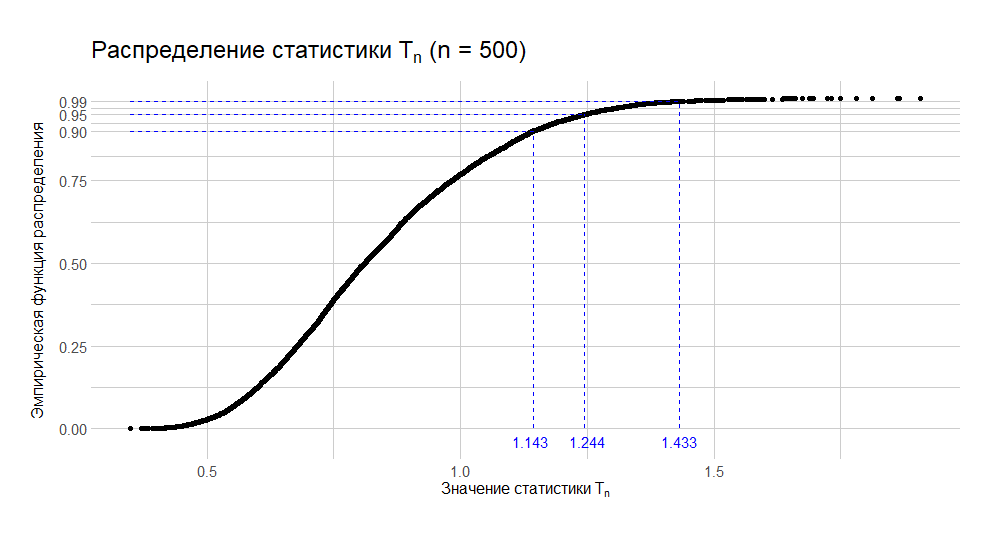 Распределение статистики Tn (n = 500)
Эмпирическая функция распределения
0.99
0.95
0.90
0.75
0.50
0.25
0.00
1.143 1.244 1.433
0.5 1.0 1.5
Значение статистики Tn